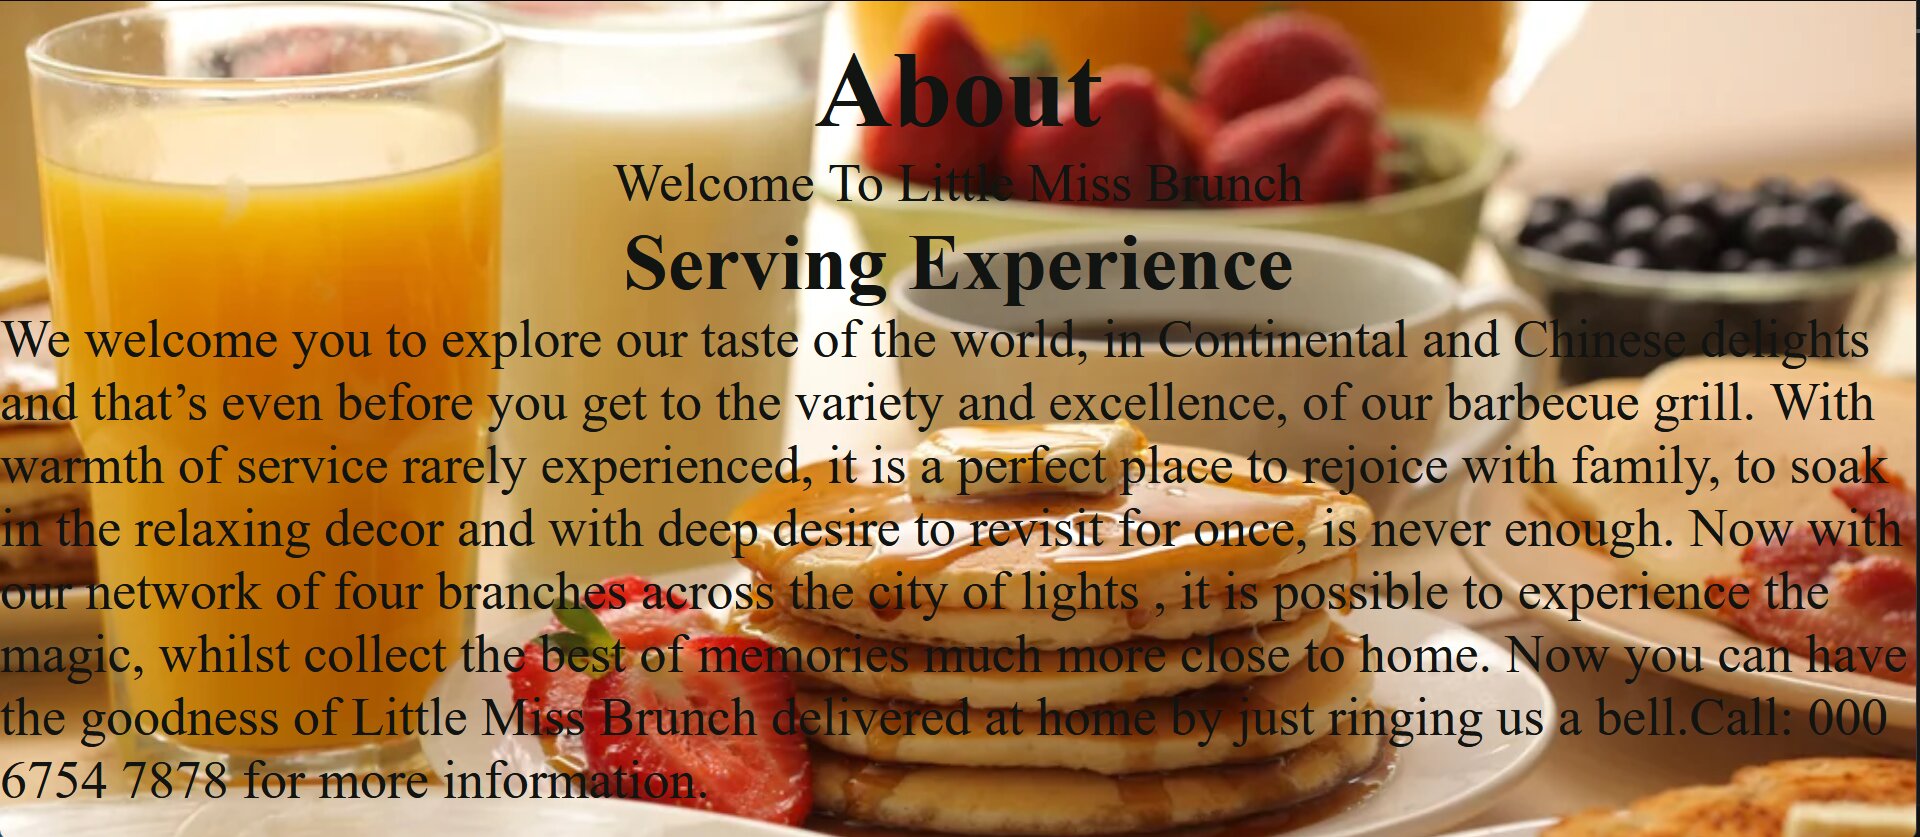 About
Welcome To Little Miss Brunch
Serving Experience
We welcome you to explore our taste of the world, in Continental and Chinese delights
and that’s even before you get to the variety and excellence, of our barbecue grill. With
warmth of service rarely experienced, it is a perfect place to rejoice with family, to soak
in the relaxing decor and with deep desire to revisit for once, is never enough. Now with
our network of four branches across the city of lights , it is possible to experience the
magic, whilst collect the best of memories much more close to home. Now you can have
the goodness of Little Miss Brunch delivered at home by just ringing us a bell.Call: 000
6754 7878 for more information.